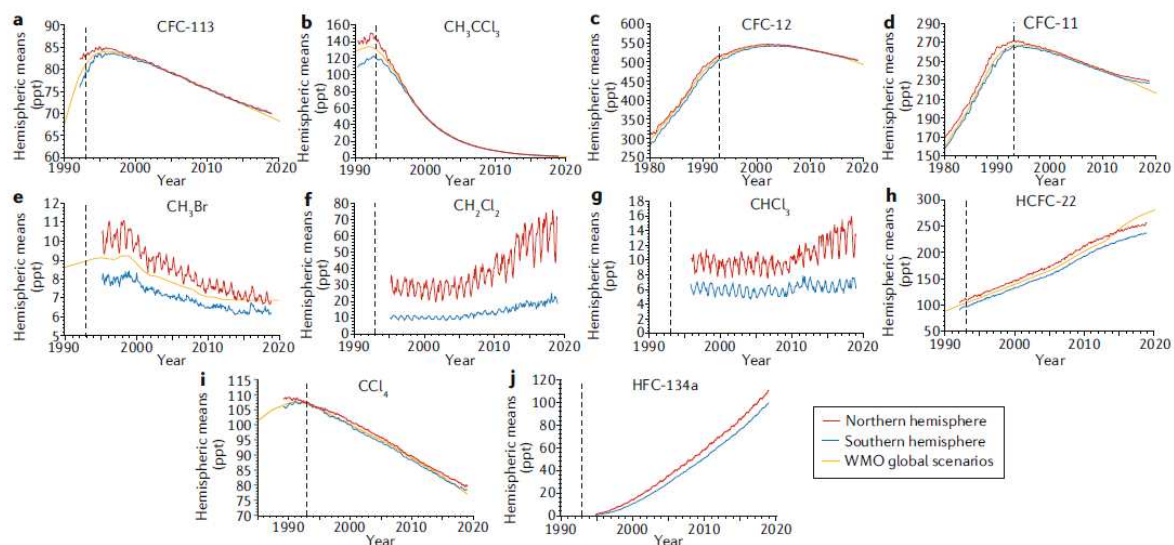 a CFC-113
Hemispheric means
(ppt)
90
85
80
75
70
65
60
1990 2000 2010 2020
Year
b CH₃CCl₃
Hemispheric means
(ppt)
160
140
120
100
80
60
40
20
0
1990 2000 2010 2020
Year
c CFC-12
Hemispheric means
(ppt)
600
550
500
450
400
350
300
250
1980 1990 2000 2010 2020
Year
d CFC-11
Hemispheric means
(ppt)
290
270
250
230
210
190
170
150
1980 1990 2000 2010 2020
Year
e CH₃Br
Hemispheric means
(ppt)
12
11
10
9
8
7
6
5
1990 2000 2010 2020
Year
f CH₂Cl₂
Hemispheric means
(ppt)
80
70
60
50
40
30
20
10
0
1990 2000 2010 2020
Year
g CHCl₃
Hemispheric means
(ppt)
18
16
14
12
10
8
6
4
2
0
1990 2000 2010 2020
Year
h HCFC-22
Hemispheric means
(ppt)
300
250
200
150
100
50
1990 2000 2010 2020
Year
i CCl₄
Hemispheric means
(ppt)
115
110
105
100
95
90
85
80
75
70
1990 2000 2010 2020
Year
j HFC-134a
Hemispheric means
(ppt)
120
100
80
60
40
20
0
1990 2000 2010 2020
Year
Northern hemisphere
Southern hemisphere
WMO global scenarios